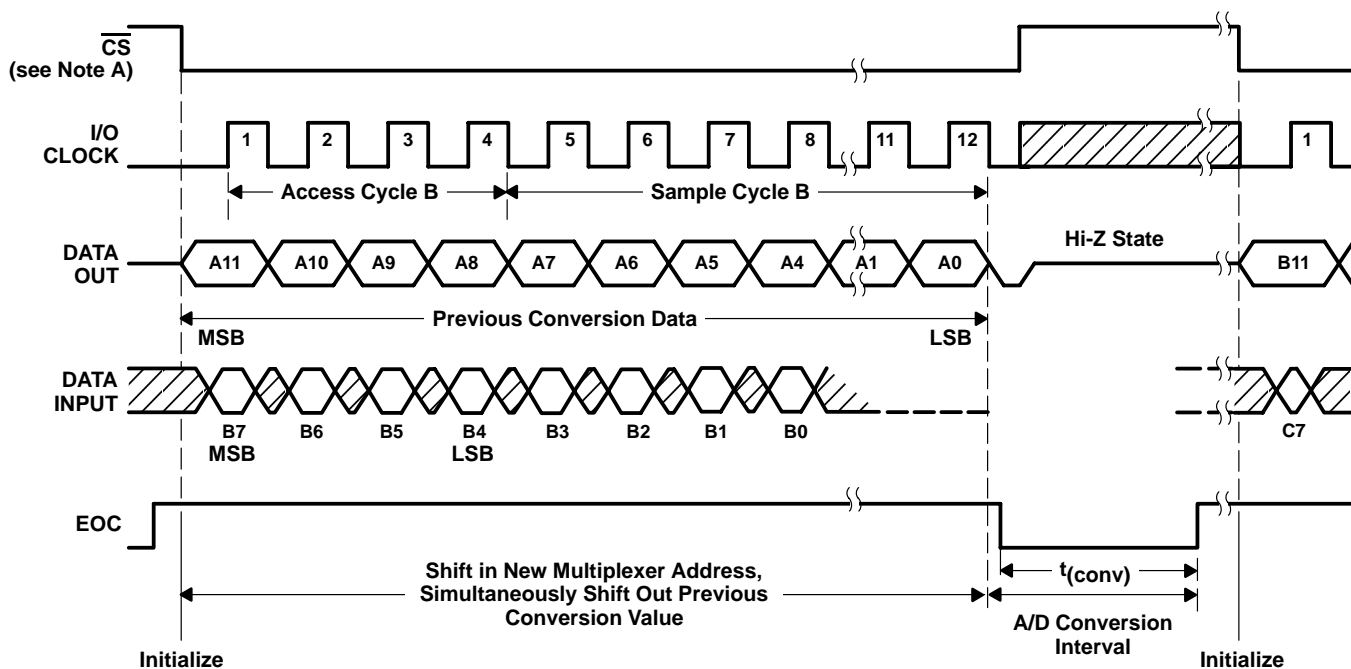 CS
(see Note A)
I/O
CLOCK
1
2
3
4
5
6
7
8
11
12
1
Access Cycle B
Sample Cycle B
DATA
OUT
A11
A10
A9
A8
A7
A6
A5
A4
A1
A0
Hi-Z State
B11
Previous Conversion Data
MSB
LSB
DATA
INPUT
B7
B6
B5
B4
B3
B2
B1
B0
C7
MSB
LSB
EOC
Shift in New Multiplexer Address,
Simultaneously Shift Out Previous
Conversion Value
t(conv)
A/D Conversion
Interval
Initialize
Initialize